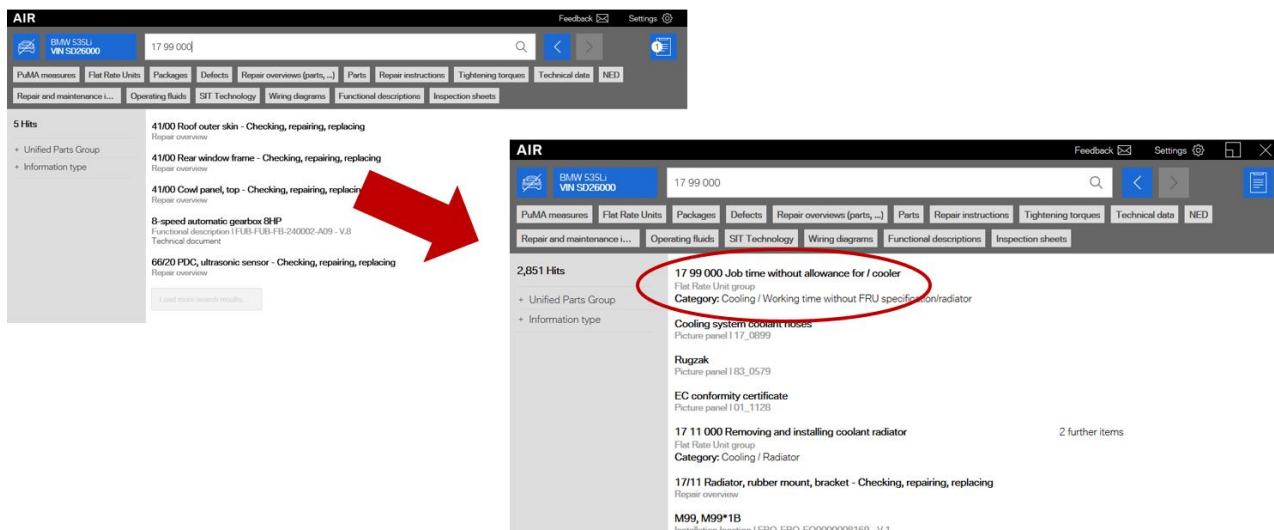 AIR
Feedback
Settings
BMW 535Li
VIN SD26000
17 99 000
1
PuMA measures
Flat Rate Units
Packages
Defects
Repair overviews (parts, ...)
Parts
Repair instructions
Tightening torques
Technical data
NED
Repair and maintenance i...
Operating fluids
SIT Technology
Wiring diagrams
Functional descriptions
Inspection sheets
5 Hits
+ Unified Parts Group
+ Information type
41/00 Roof outer skin - Checking, repairing, replacing
Repair overview
41/00 Rear window frame - Checking, repairing, replacing
Repair overview
41/00 Cowl panel, top - Checking, repairing, replacing
Repair overview
8-speed automatic gearbox 8HP
Functional description I FUB-FUB-FB-240002-A09 - V.8
Technical document
66/20 PDC, ultrasonic sensor - Checking, repairing, replacing
Repair overview
Load more search results...
AIR
Feedback
Settings
BMW 535Li
VIN SD26000
17 99 000
PuMA measures
Flat Rate Units
Packages
Defects
Repair overviews (parts, ...)
Parts
Repair instructions
Tightening torques
Technical data
NED
Repair and maintenance i...
Operating fluids
SIT Technology
Wiring diagrams
Functional descriptions
Inspection sheets
2,851 Hits
+ Unified Parts Group
+ Information type
17 99 000 Job time without allowance for / cooler
Flat Rate Unit group
Category: Cooling / Working time without FRU specification/radiator
Cooling system coolant hoses
Picture panel I 17_0899
Rugzak
Picture panel I 83_0579
EC conformity certificate
Picture panel I 01_1128
17 11 000 Removing and installing coolant radiator
2 further items
Flat Rate Unit group
Category: Cooling / Radiator
17/11 Radiator, rubber mount, bracket - Checking, repairing, replacing
Repair overview
M99, M99*1B